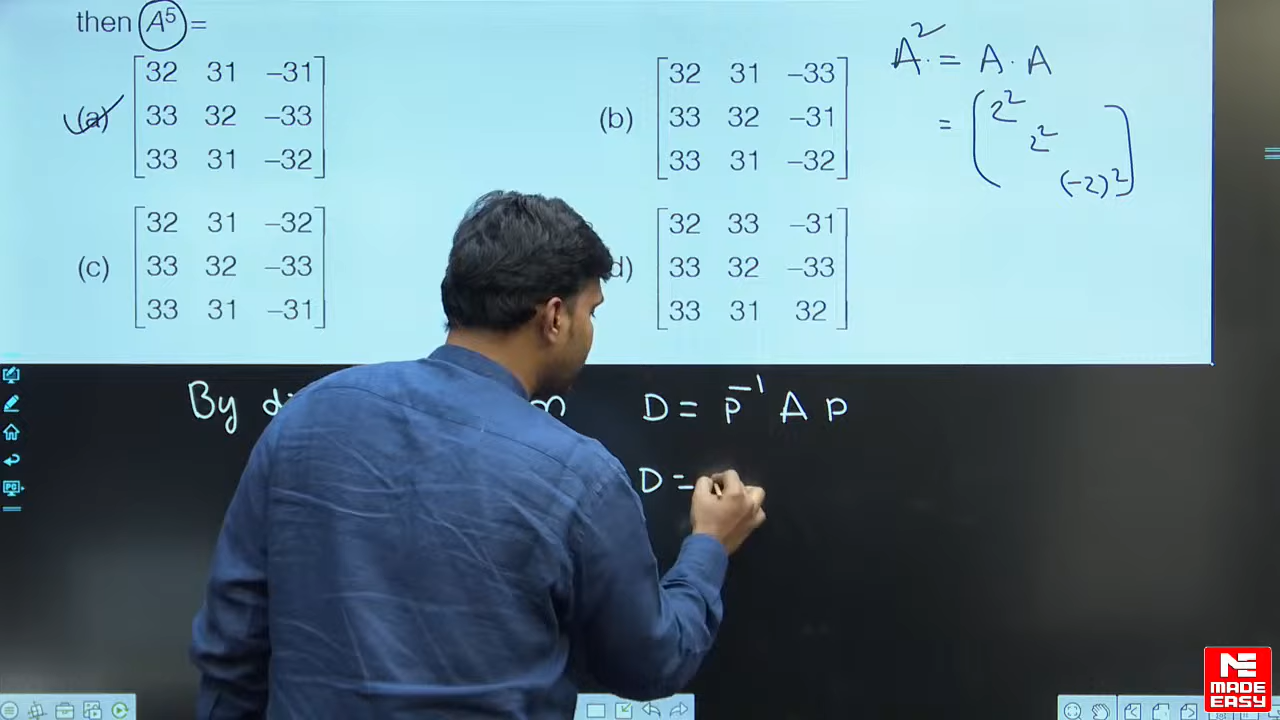 then A⁵ =
(a) [32 31 –31
33 32 –33
33 31 –32]
(b) [32 31 –33
33 32 –31
33 31 –32]
(c) [32 31 –32
33 32 –33
33 31 –31]
d) [32 33 –31
33 32 –33
33 31 32]
A² = A · A
= (2²
2²
(-2)²)
By
D = P⁻¹ A P
D =
MADE
EASY